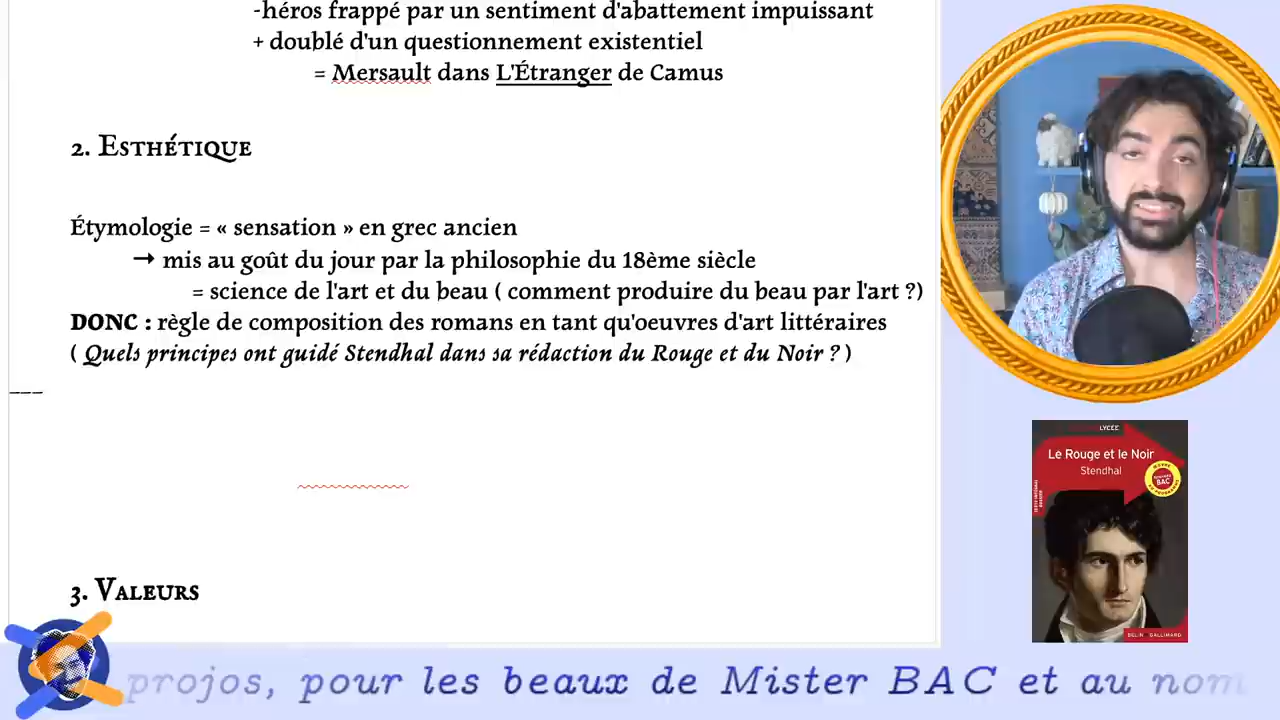 -héros frappé par un sentiment d'abattement impuissant
+ doublé d'un questionnement existentiel
= Mersault dans L'Étranger de Camus
2. Esthétique
Étymologie = « sensation » en grec ancien
→ mis au goût du jour par la philosophie du 18ème siècle
= science de l'art et du beau ( comment produire du beau par l'art ?)
DONC : règle de composition des romans en tant qu'oeuvres d'art littéraires
( Quels principes ont guidé Stendhal dans sa rédaction du Rouge et du Noir ? )
3. Valeurs
LYCÉE
Le Rouge et le Noir
Stendhal
BAC
BELIN GALLIMARD
projos, pour les beaux de Mister BAC et au nom